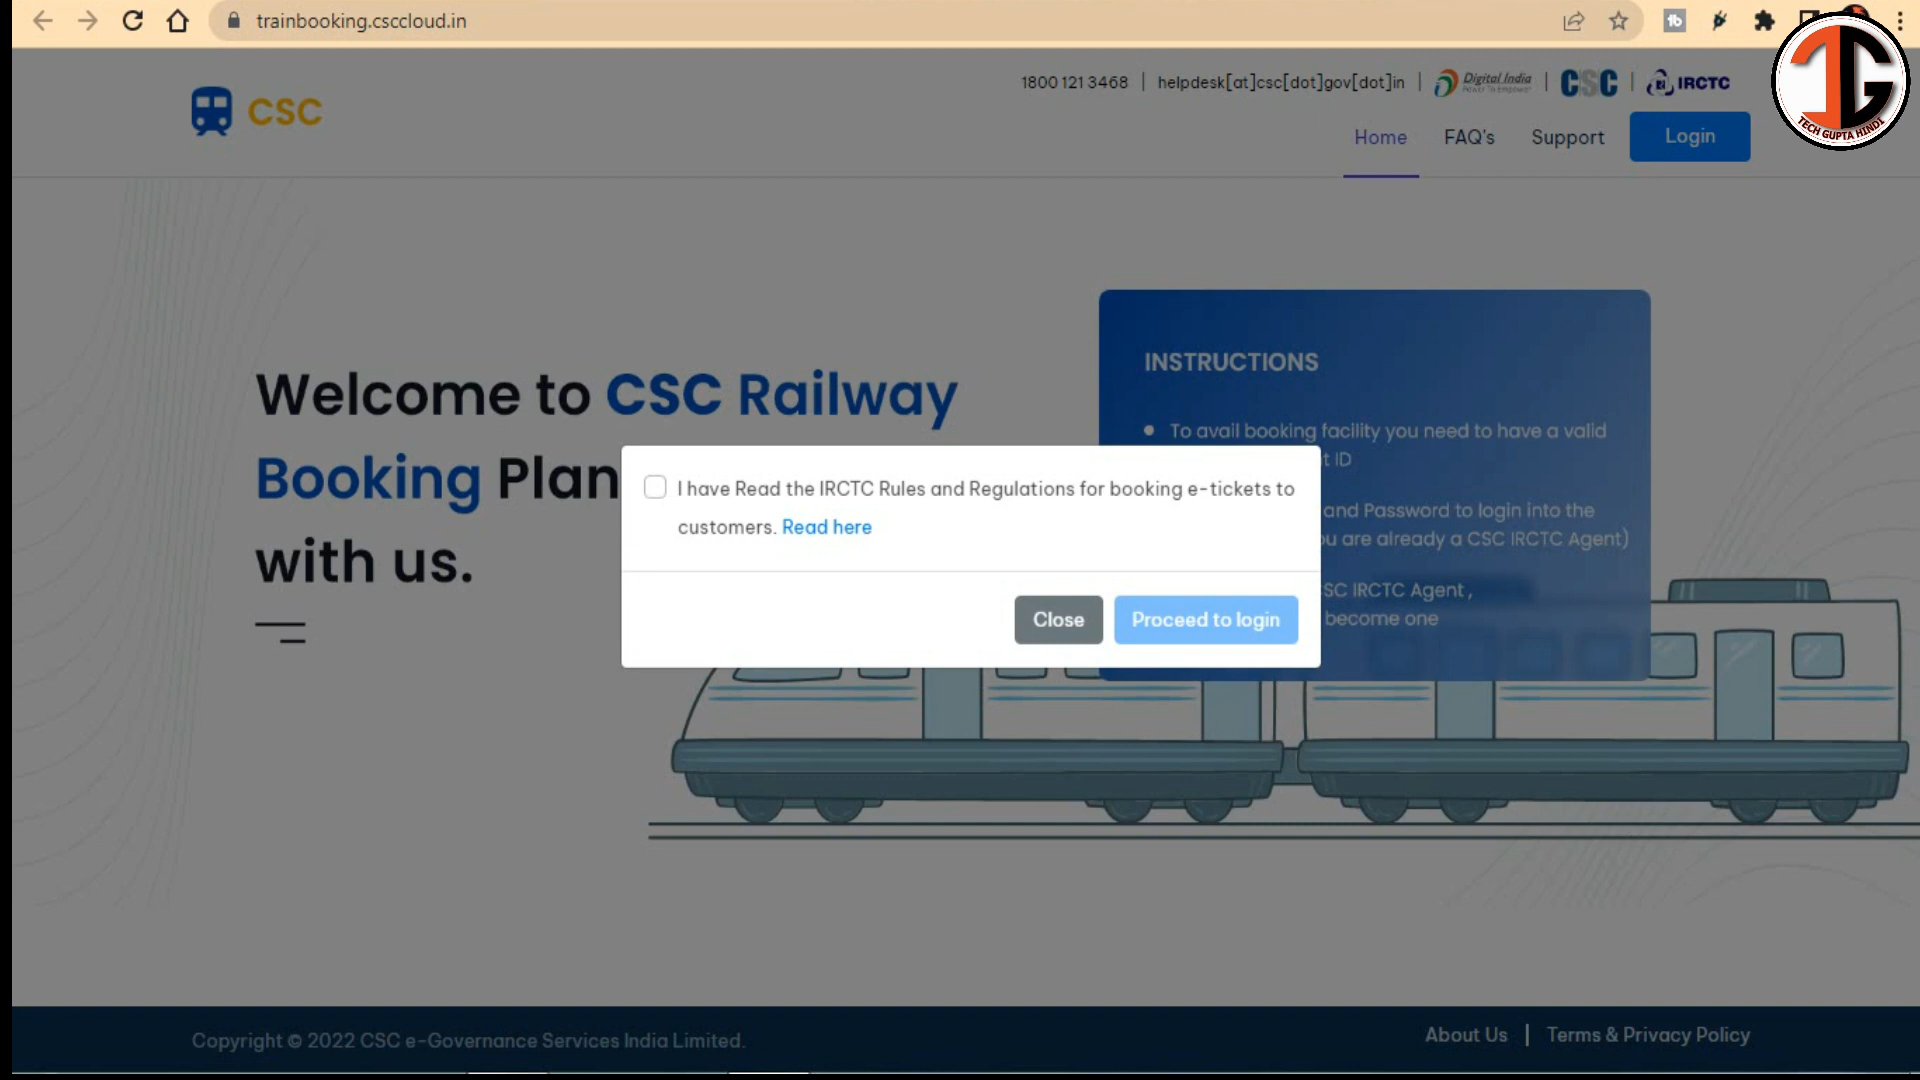 trainbooking.csccloud.in
1800 121 3468 | helpdesk[at]csc[dot]gov[dot]in | Digital India | CSC | IRCTC
Power To Empower
CSC
Home FAQ's Support Login
TG
TECH GUPTA HINDI
Welcome to CSC Railway
Booking Plan
with us.
INSTRUCTIONS
To avail booking facility you need to have a valid
t ID
and Password to login into the
u are already a CSC IRCTC Agent)
SC IRCTC Agent ,
become one
I have Read the IRCTC Rules and Regulations for booking e-tickets to
customers. Read here
Close Proceed to login
Copyright © 2022 CSC e-Governance Services India Limited.
About Us | Terms & Privacy Policy